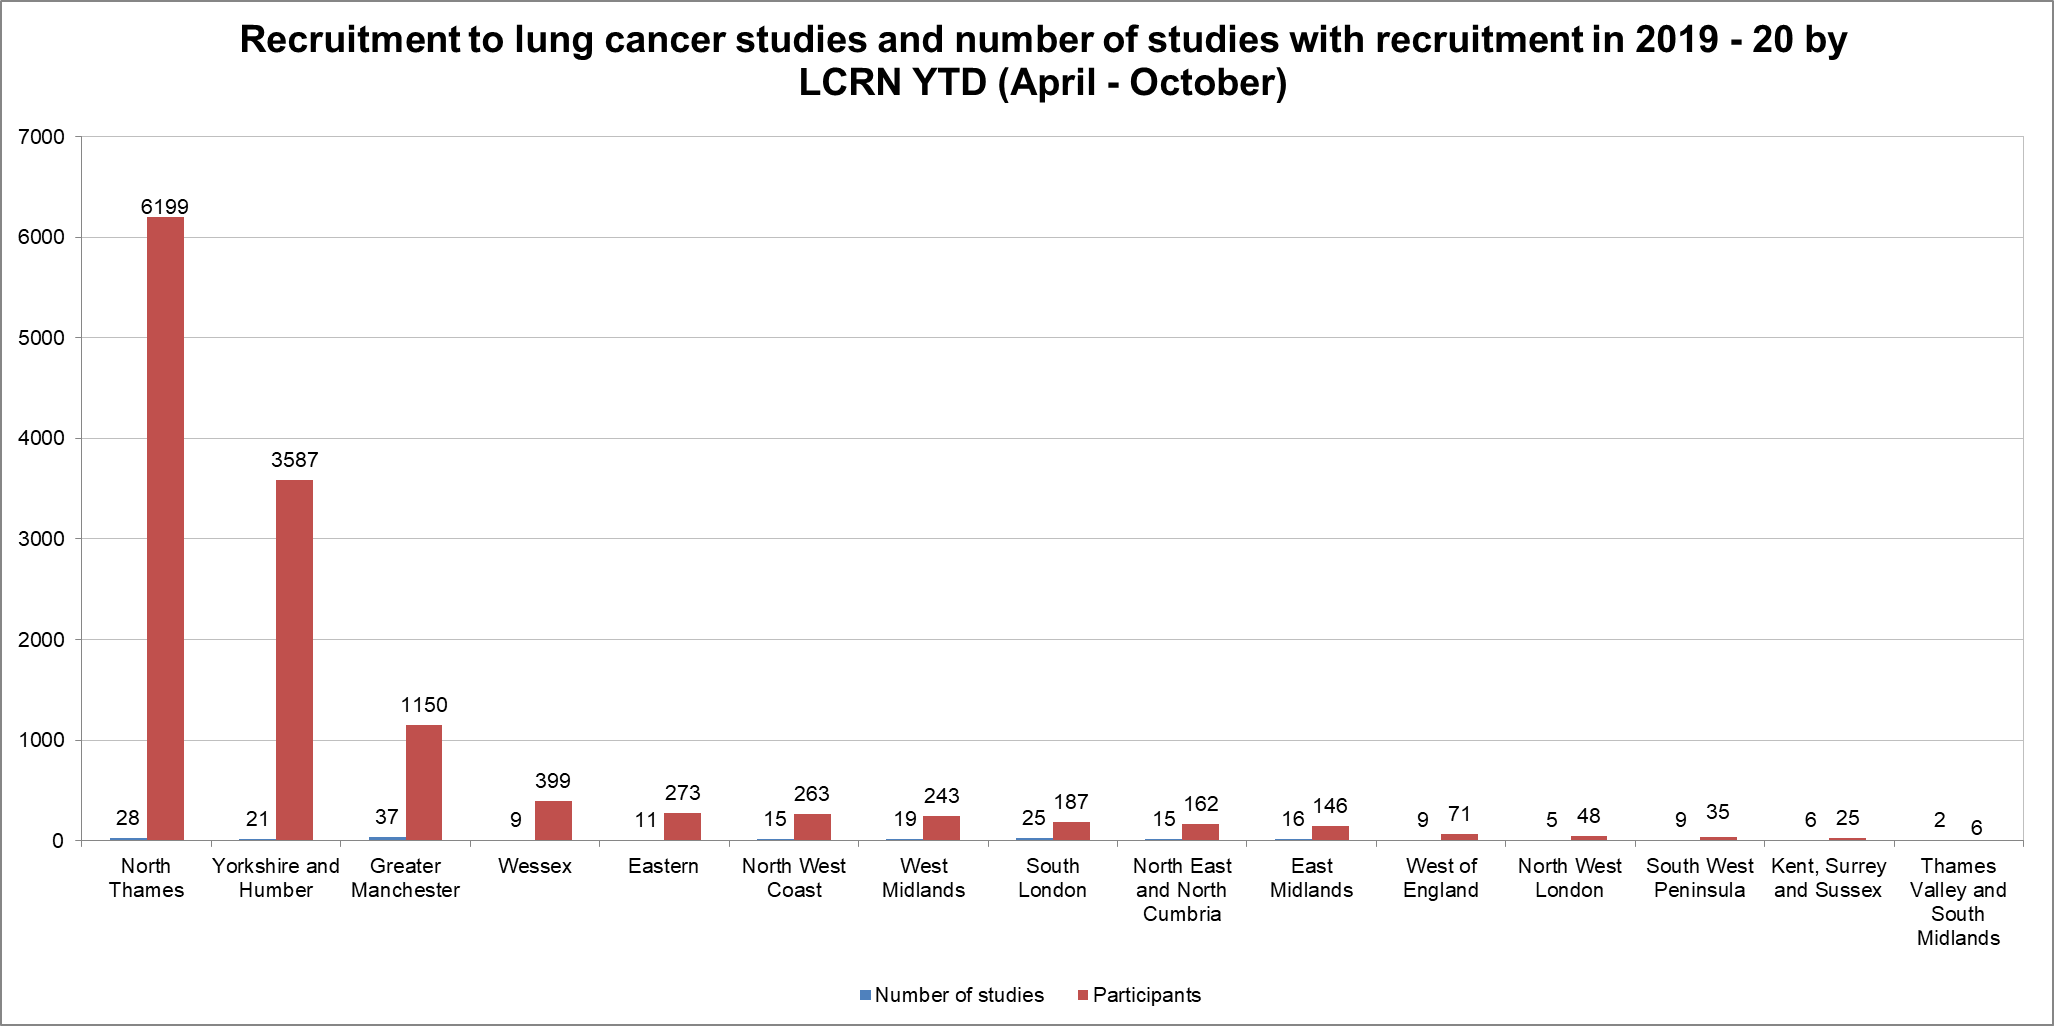 Recruitment to lung cancer studies and number of studies with recruitment in 2019 - 20 by
LCRN YTD (April - October)
7000
6000
5000
4000
3000
2000
1000
0
28
6199
21
3587
37
1150
9
399
11
273
15
263
19
243
25
187
15
162
16
146
9
71
5
48
9
35
6
25
2
6
North
Thames
Yorkshire and
Humber
Greater
Manchester
Wessex
Eastern
North West
Coast
West
Midlands
South
London
North East
and North
Cumbria
East
Midlands
West of
England
North West
London
South West
Peninsula
Kent, Surrey
and Sussex
Thames
Valley and
South
Midlands
Number of studies
Participants